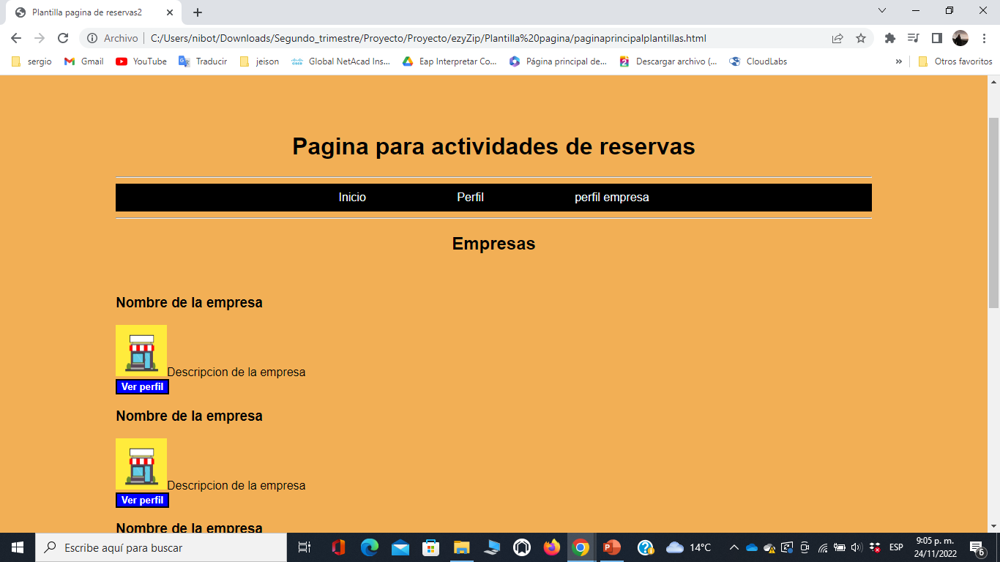 Plantilla pagina de reservas2
Archivo C:/Users/nibot/Downloads/Segundo_trimestre/Proyecto/Proyecto/ezyZip/Plantilla%20pagina/paginaprincipalplantillas.html
sergio Gmail YouTube Traducir jeison Global NetAcad Ins... Eap Interpretar Co... Página principal de... Descargar archivo (... CloudLabs » Otros favoritos
Pagina para actividades de reservas
Inicio Perfil perfil empresa
Empresas
Nombre de la empresa
Descripcion de la empresa
Ver perfil
Nombre de la empresa
Descripcion de la empresa
Ver perfil
Nombre de la empresa
Escribe aquí para buscar 14°C ESP 9:05 p. m.
24/11/2022 6